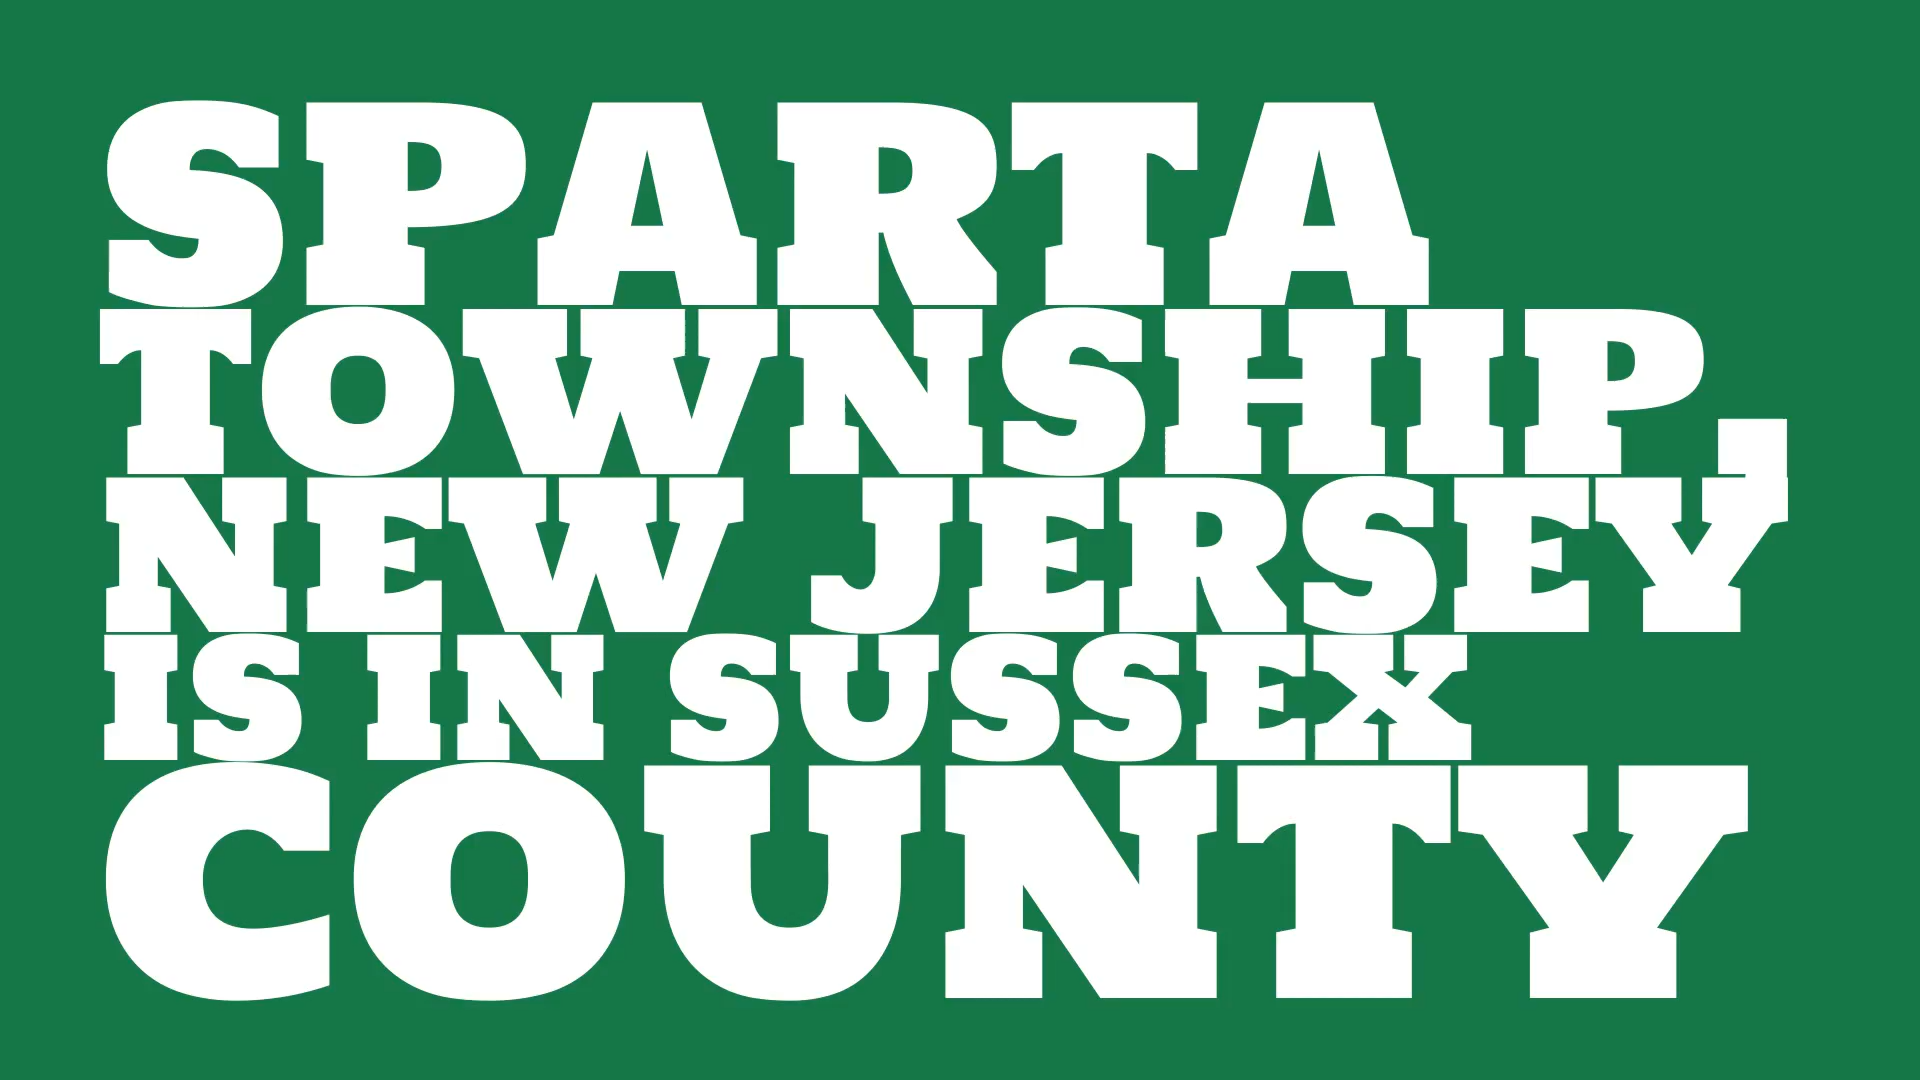 SPARTA
TOWNSHIP,
NEW JERSEY
IS IN SUSSEX
COUNTY